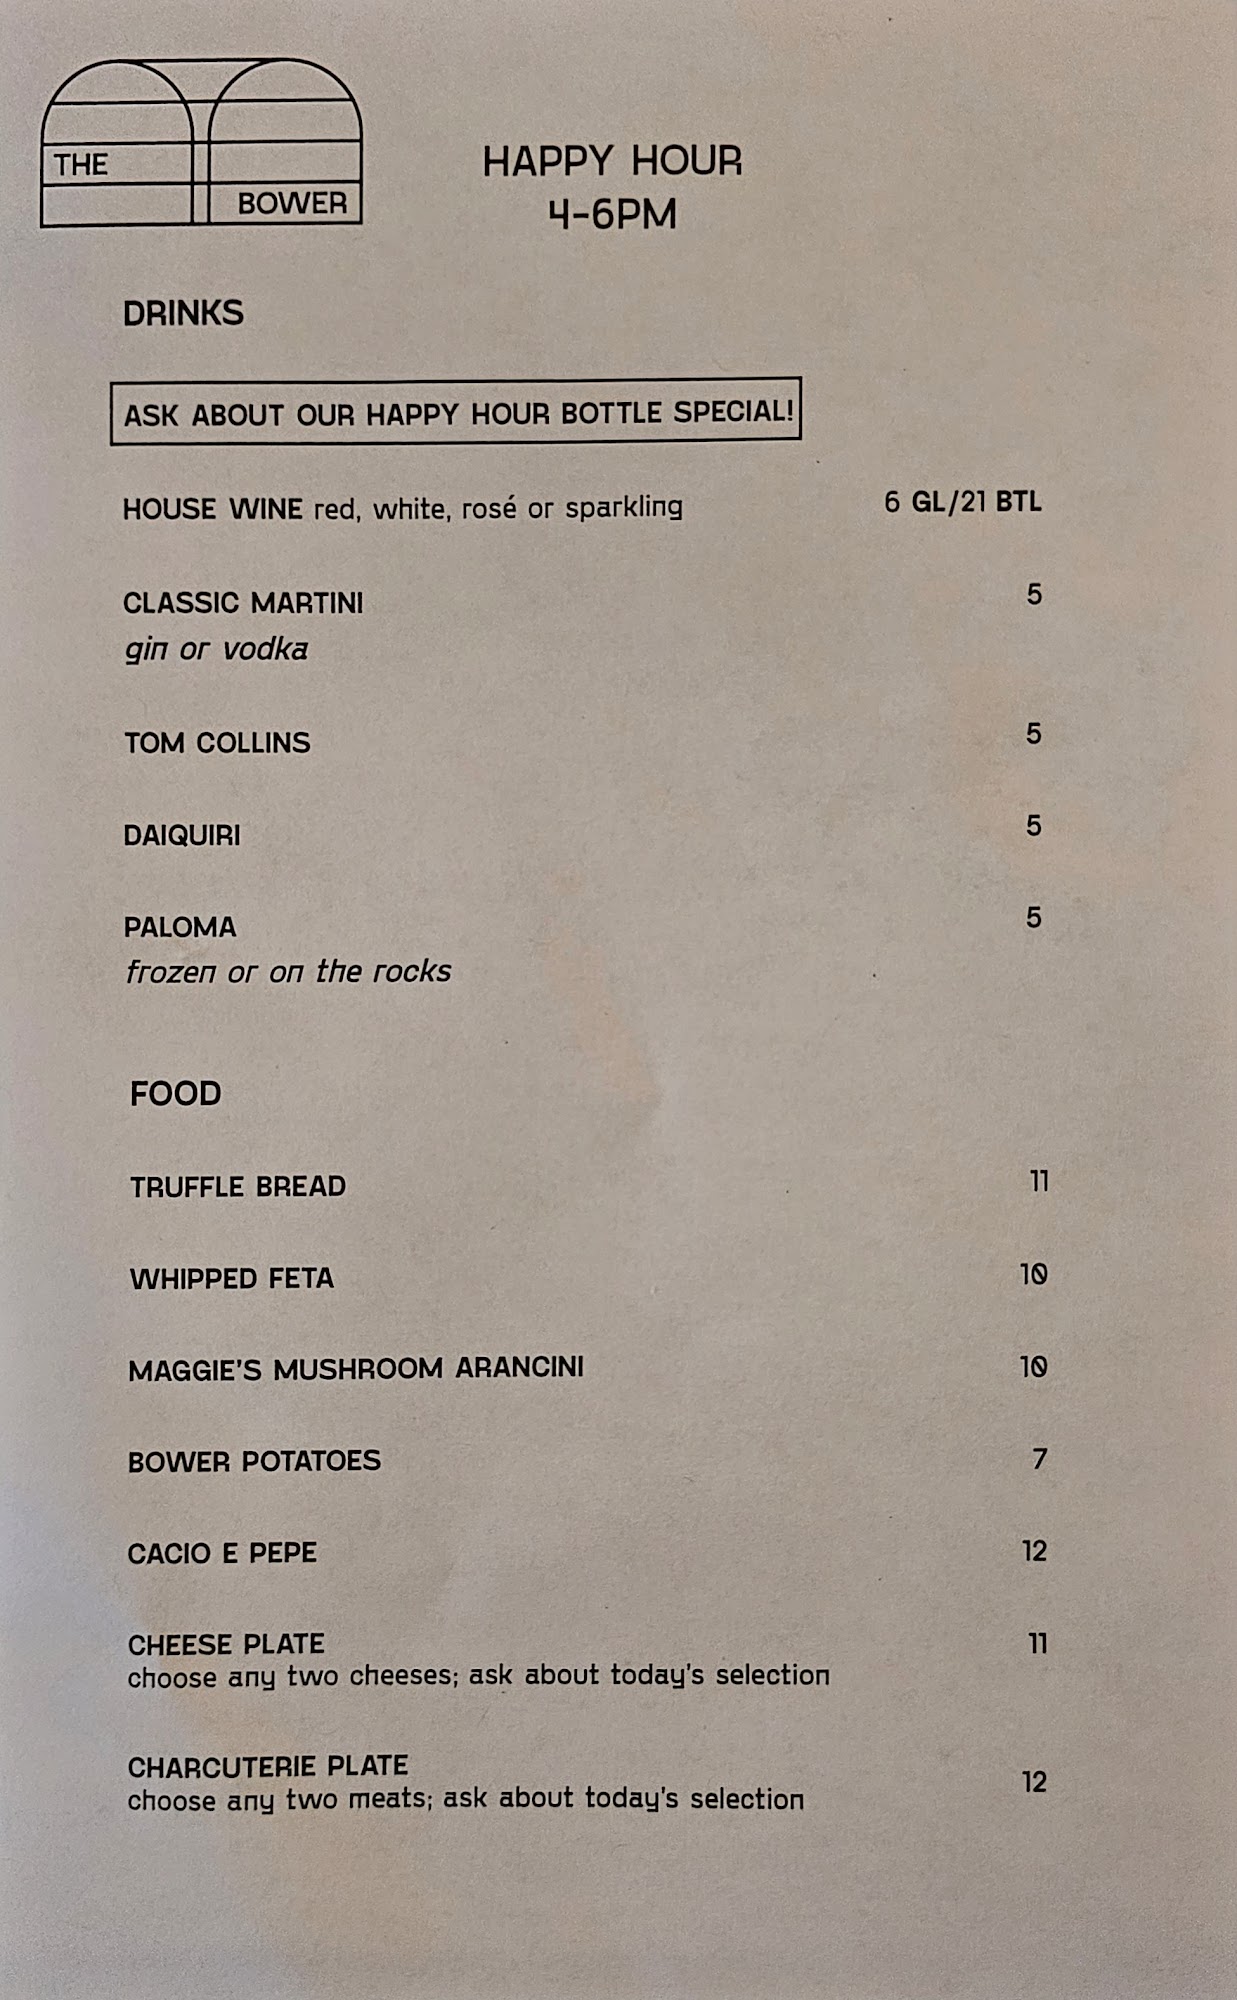 THE
BOWER
HAPPY HOUR
4-6PM
DRINKS
ASK ABOUT OUR HAPPY HOUR BOTTLE SPECIAL!
HOUSE WINE red, white, rosé or sparkling 6 GL/21 BTL
CLASSIC MARTINI 5
gin or vodka
TOM COLLINS 5
DAIQUIRI 5
PALOMA 5
frozen or on the rocks
FOOD
TRUFFLE BREAD 11
WHIPPED FETA 10
MAGGIE'S MUSHROOM ARANCINI 10
BOWER POTATOES 7
CACIO E PEPE 12
CHEESE PLATE 11
choose any two cheeses; ask about today's selection
CHARCUTERIE PLATE 12
choose any two meats; ask about today's selection